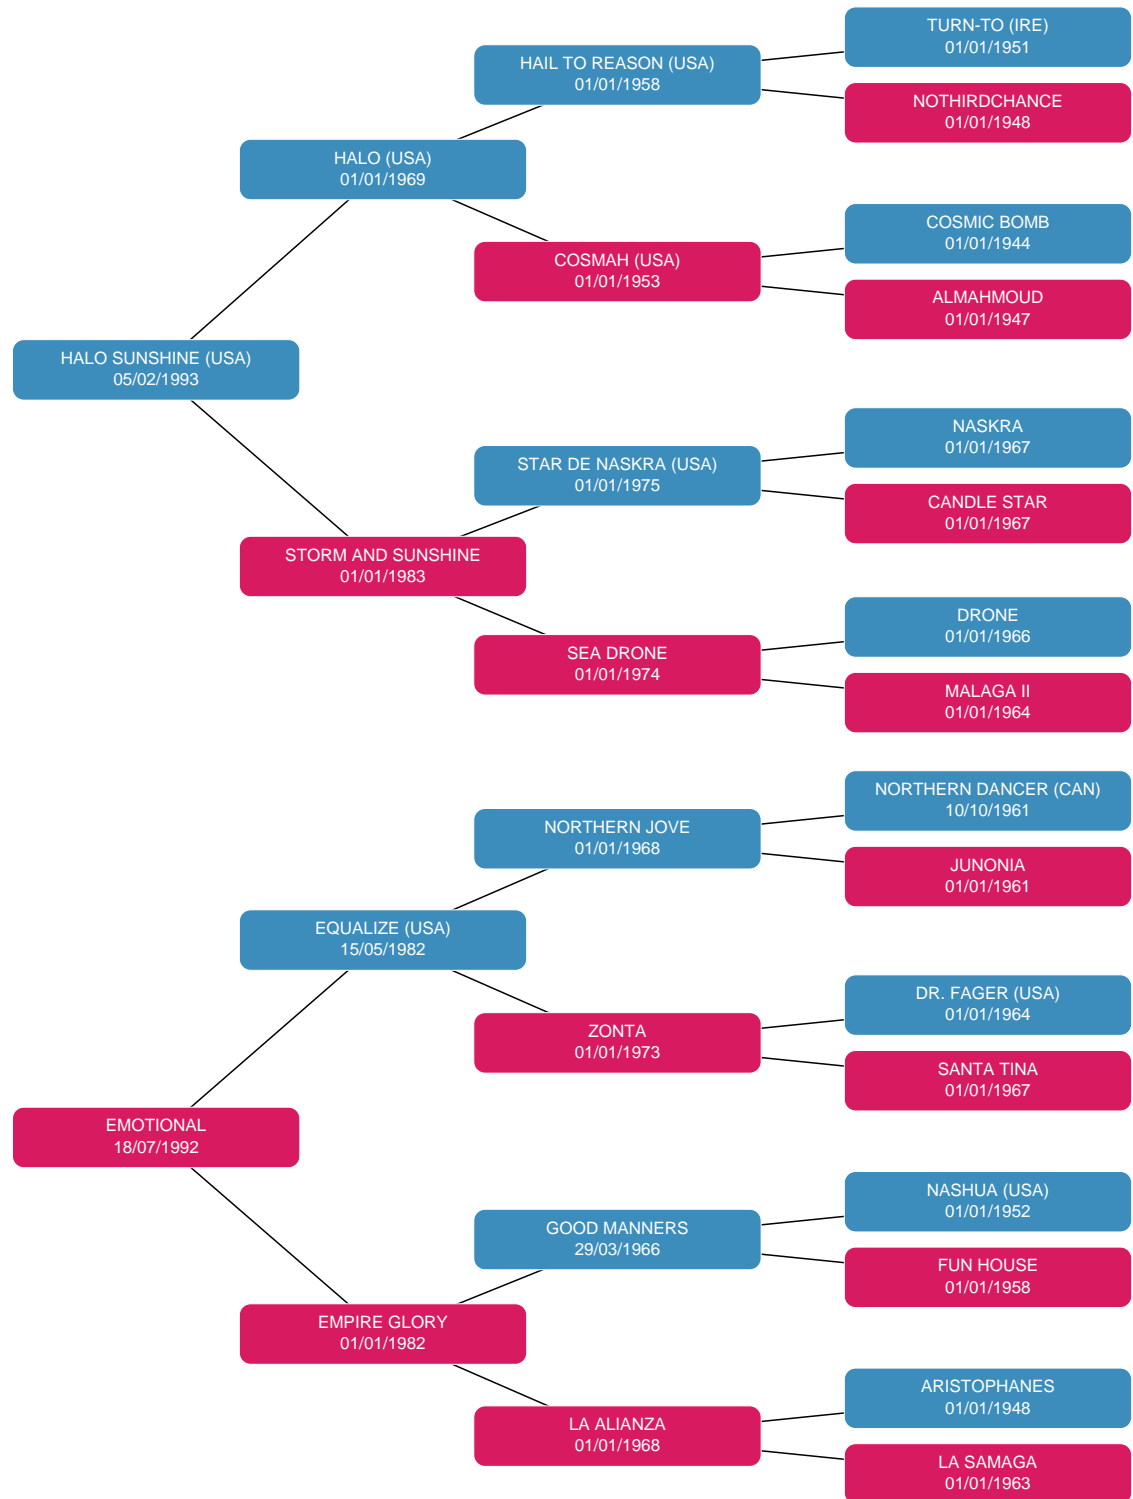 TURN-TO (IRE)
01/01/1951
HAIL TO REASON (USA)
01/01/1958
NOTHIRDCHANCE
01/01/1948
HALO (USA)
01/01/1969
COSMIC BOMB
01/01/1944
COSMAH (USA)
01/01/1953
ALMAHMOUD
01/01/1947
HALO SUNSHINE (USA)
05/02/1993
NASKRA
01/01/1967
STAR DE NASKRA (USA)
01/01/1975
CANDLE STAR
01/01/1967
STORM AND SUNSHINE
01/01/1983
DRONE
01/01/1966
SEA DRONE
01/01/1974
MALAGA II
01/01/1964
NORTHERN DANCER (CAN)
10/10/1961
NORTHERN JOVE
01/01/1968
JUNONIA
01/01/1961
EQUALIZE (USA)
15/05/1982
DR. FAGER (USA)
01/01/1964
ZONTA
01/01/1973
SANTA TINA
01/01/1967
EMOTIONAL
18/07/1992
NASHUA (USA)
01/01/1952
GOOD MANNERS
29/03/1966
FUN HOUSE
01/01/1958
EMPIRE GLORY
01/01/1982
ARISTOPHANES
01/01/1948
LA ALIANZA
01/01/1968
LA SAMAGA
01/01/1963